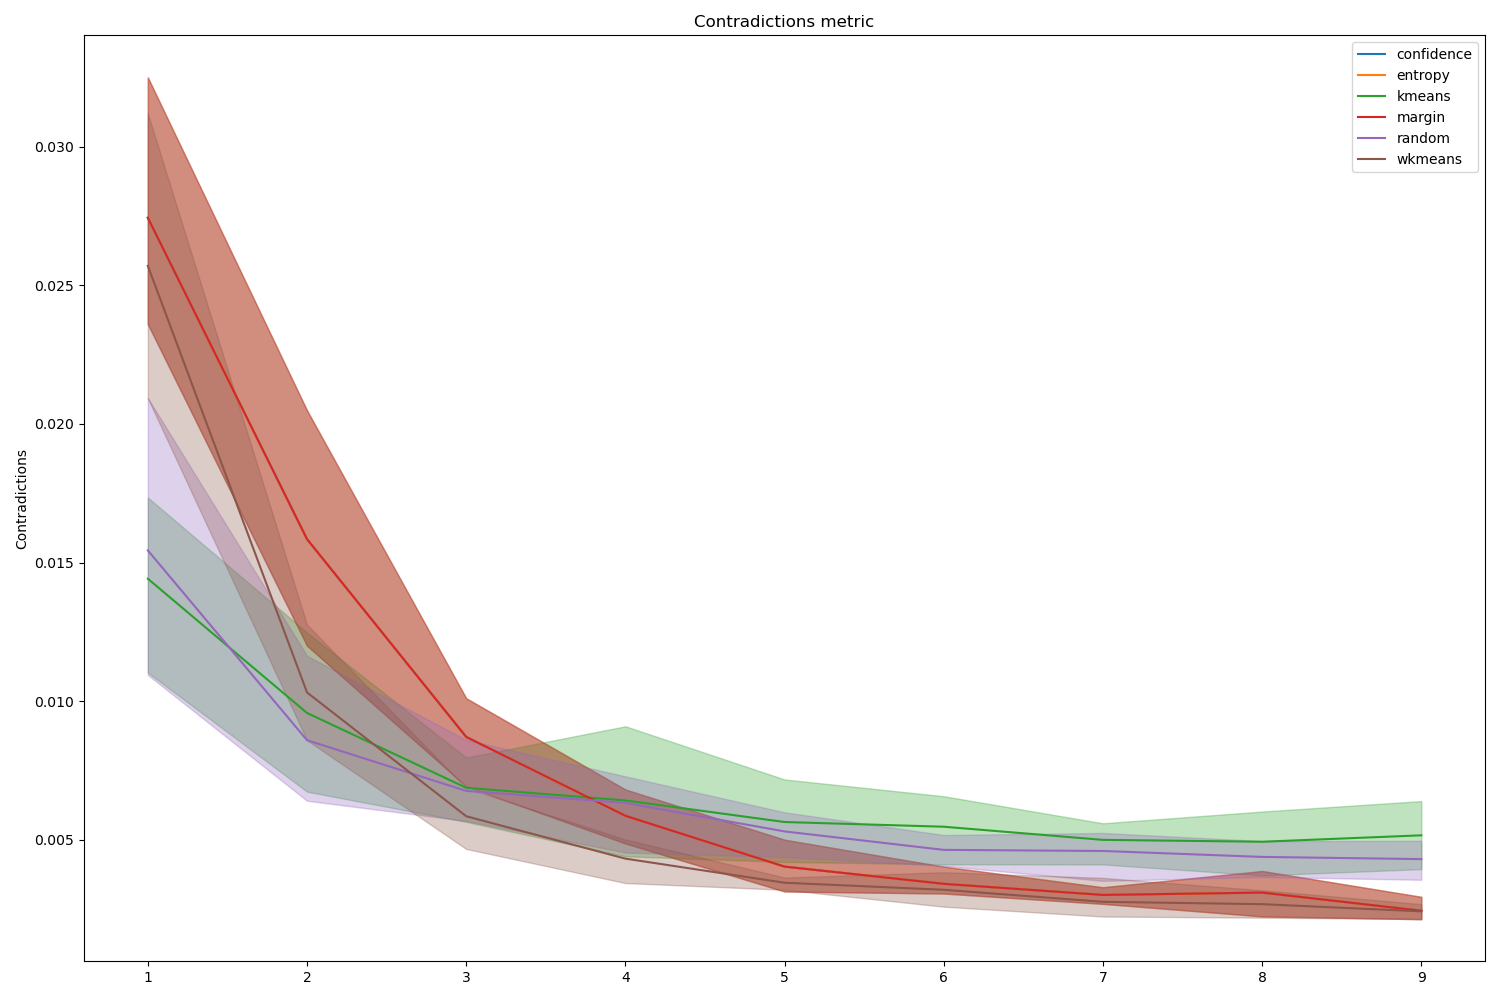 Contradictions metric
confidence
entropy
kmeans
margin
random
wkmeans
Contradictions
0.030
0.025
0.020
0.015
0.010
0.005
1 2 3 4 5 6 7 8 9